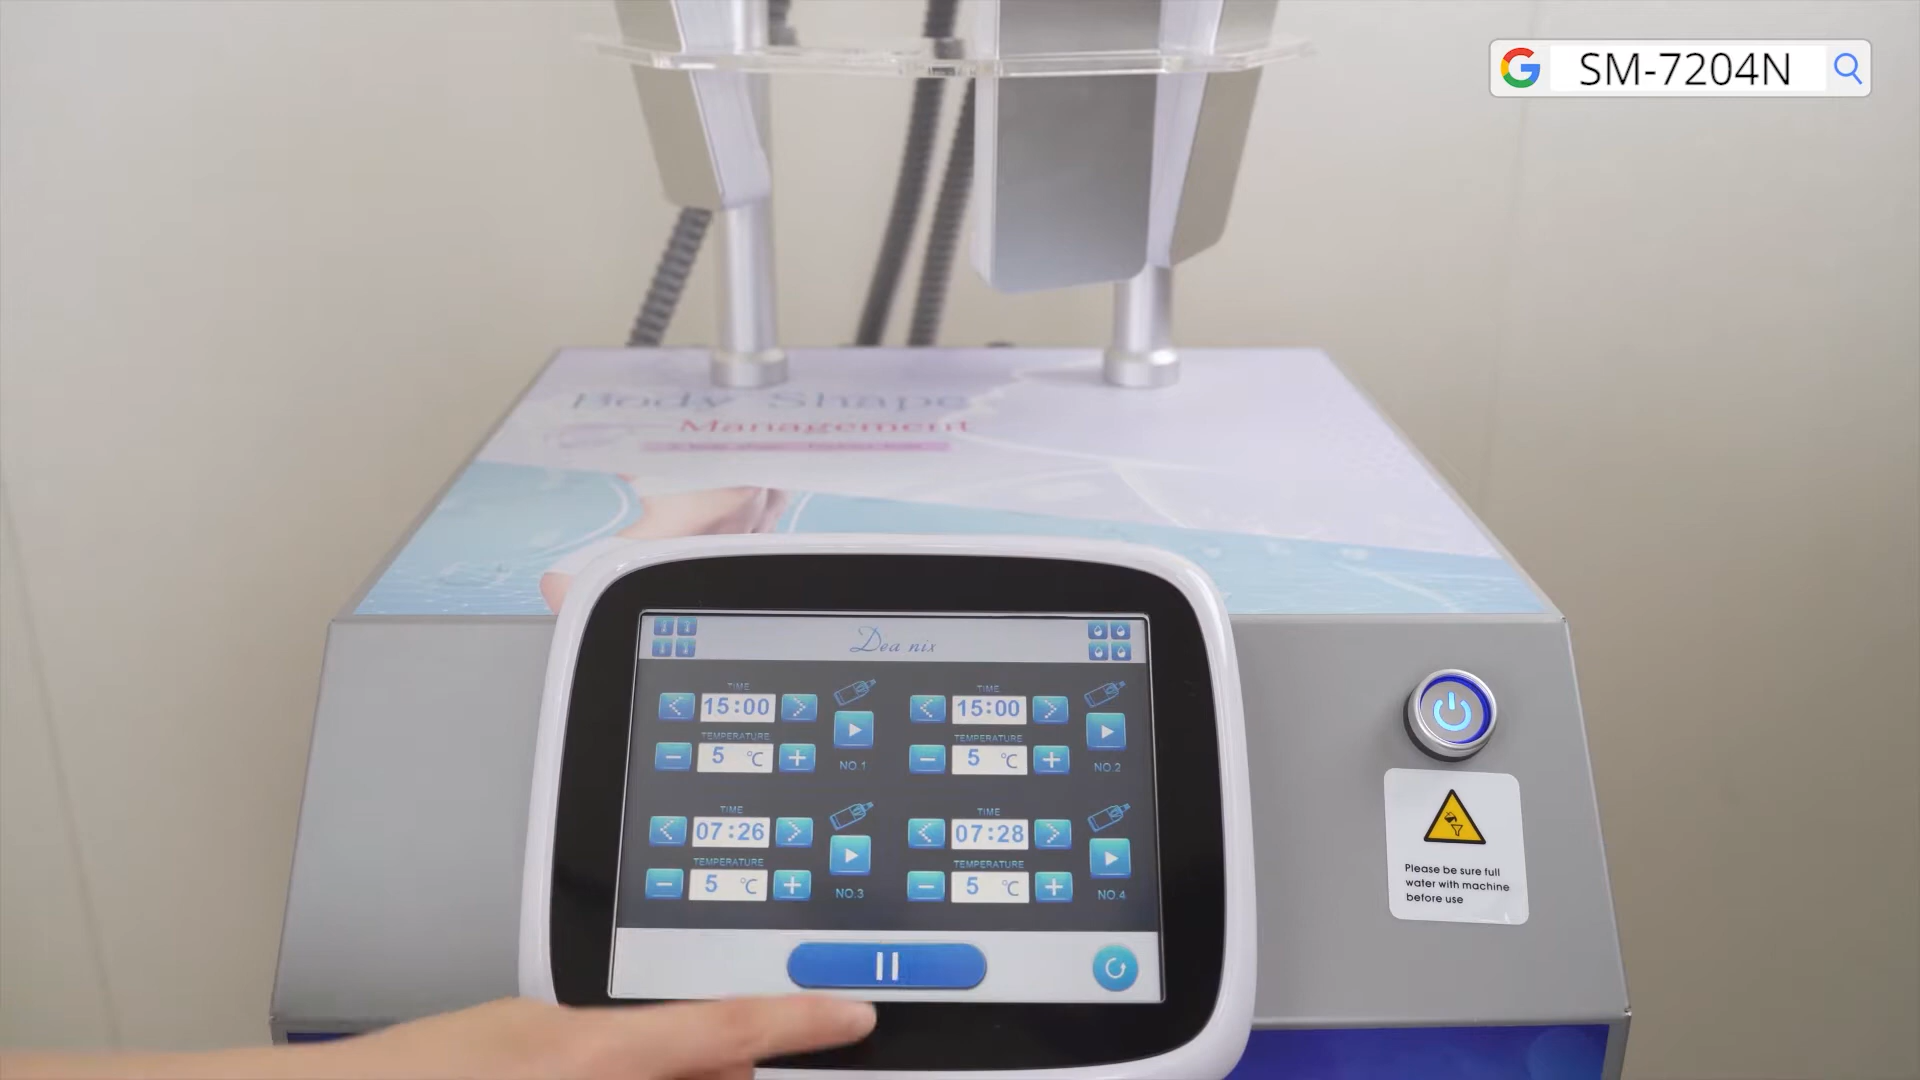 SM-7204N
Body Shape
Management
Dea nix
TIME
15:00
TEMPERATURE
5 ℃
NO.1
TIME
15:00
TEMPERATURE
5 ℃
NO.2
TIME
07:26
TEMPERATURE
5 ℃
NO.3
TIME
07:28
TEMPERATURE
5 ℃
NO.4
Please be sure full
water with machine
before use